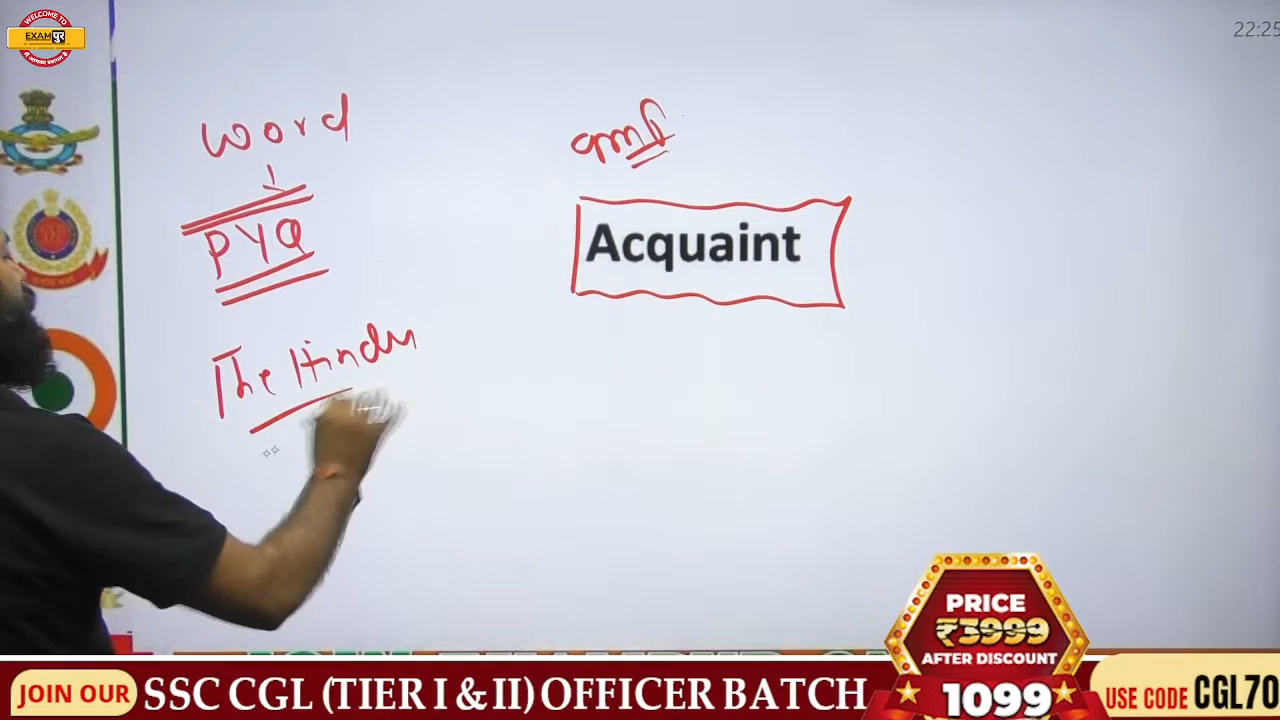 WELCOME TO
EXAMपुर
22:25
Word
PYQ
The Hindu
Acquaint
PRICE
₹3999
AFTER DISCOUNT
1099
JOIN OUR
SSC CGL (TIER I & II) OFFICER BATCH
USE CODE CGL70